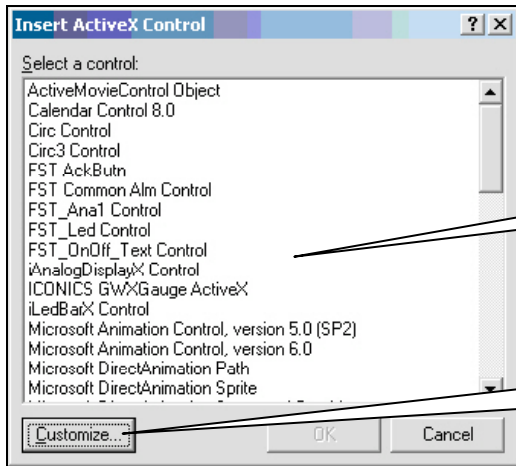 Insert ActiveX Control
Select a control:
ActiveMovieControl Object
Calendar Control 8.0
Circ Control
Circ3 Control
FST AckButn
FST Common Alm Control
FST_Ana1 Control
FST_Led Control
FST_OnOff_Text Control
iAnalogDisplayX Control
ICONICS GWXGauge ActiveX
iLedBarX Control
Microsoft Animation Control, version 5.0 (SP2)
Microsoft Animation Control, version 6.0
Microsoft DirectAnimation Path
Microsoft DirectAnimation Sprite
Customize... OK Cancel